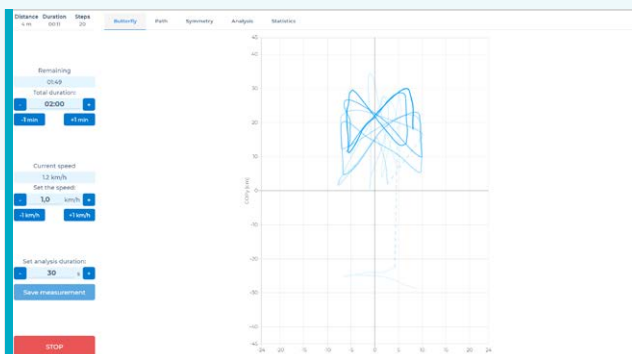 Distance Duration Steps
4 m 00:11 20
Butterfly Path Symmetry Analysis Statistics
Remaining
01:49
Total duration:
- 02:00 +
-1 min +1 min
Current speed
1.2 km/h
Set the speed:
- 1,0 km/h +
-1 km/h +1 km/h
Set analysis duration:
- 30 s +
Save measurement
STOP
45
40
30
20
10
0
-10
-20
-30
-40
-45
-24 -20 -15 -10 -5 0 5 10 15 20 24